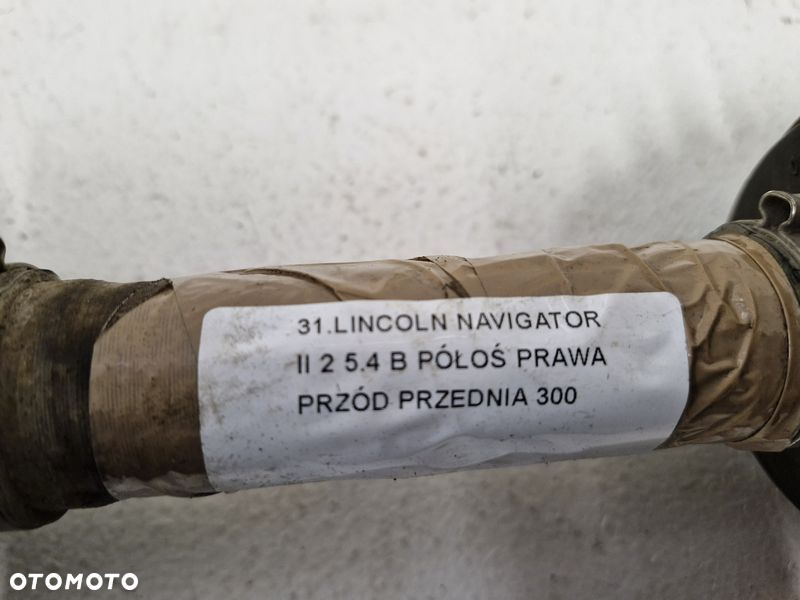 31.LINCOLN NAVIGATOR
II 2 5.4 B PÓŁOŚ PRAWA
PRZÓD PRZEDNIA 300
OTOMOTO